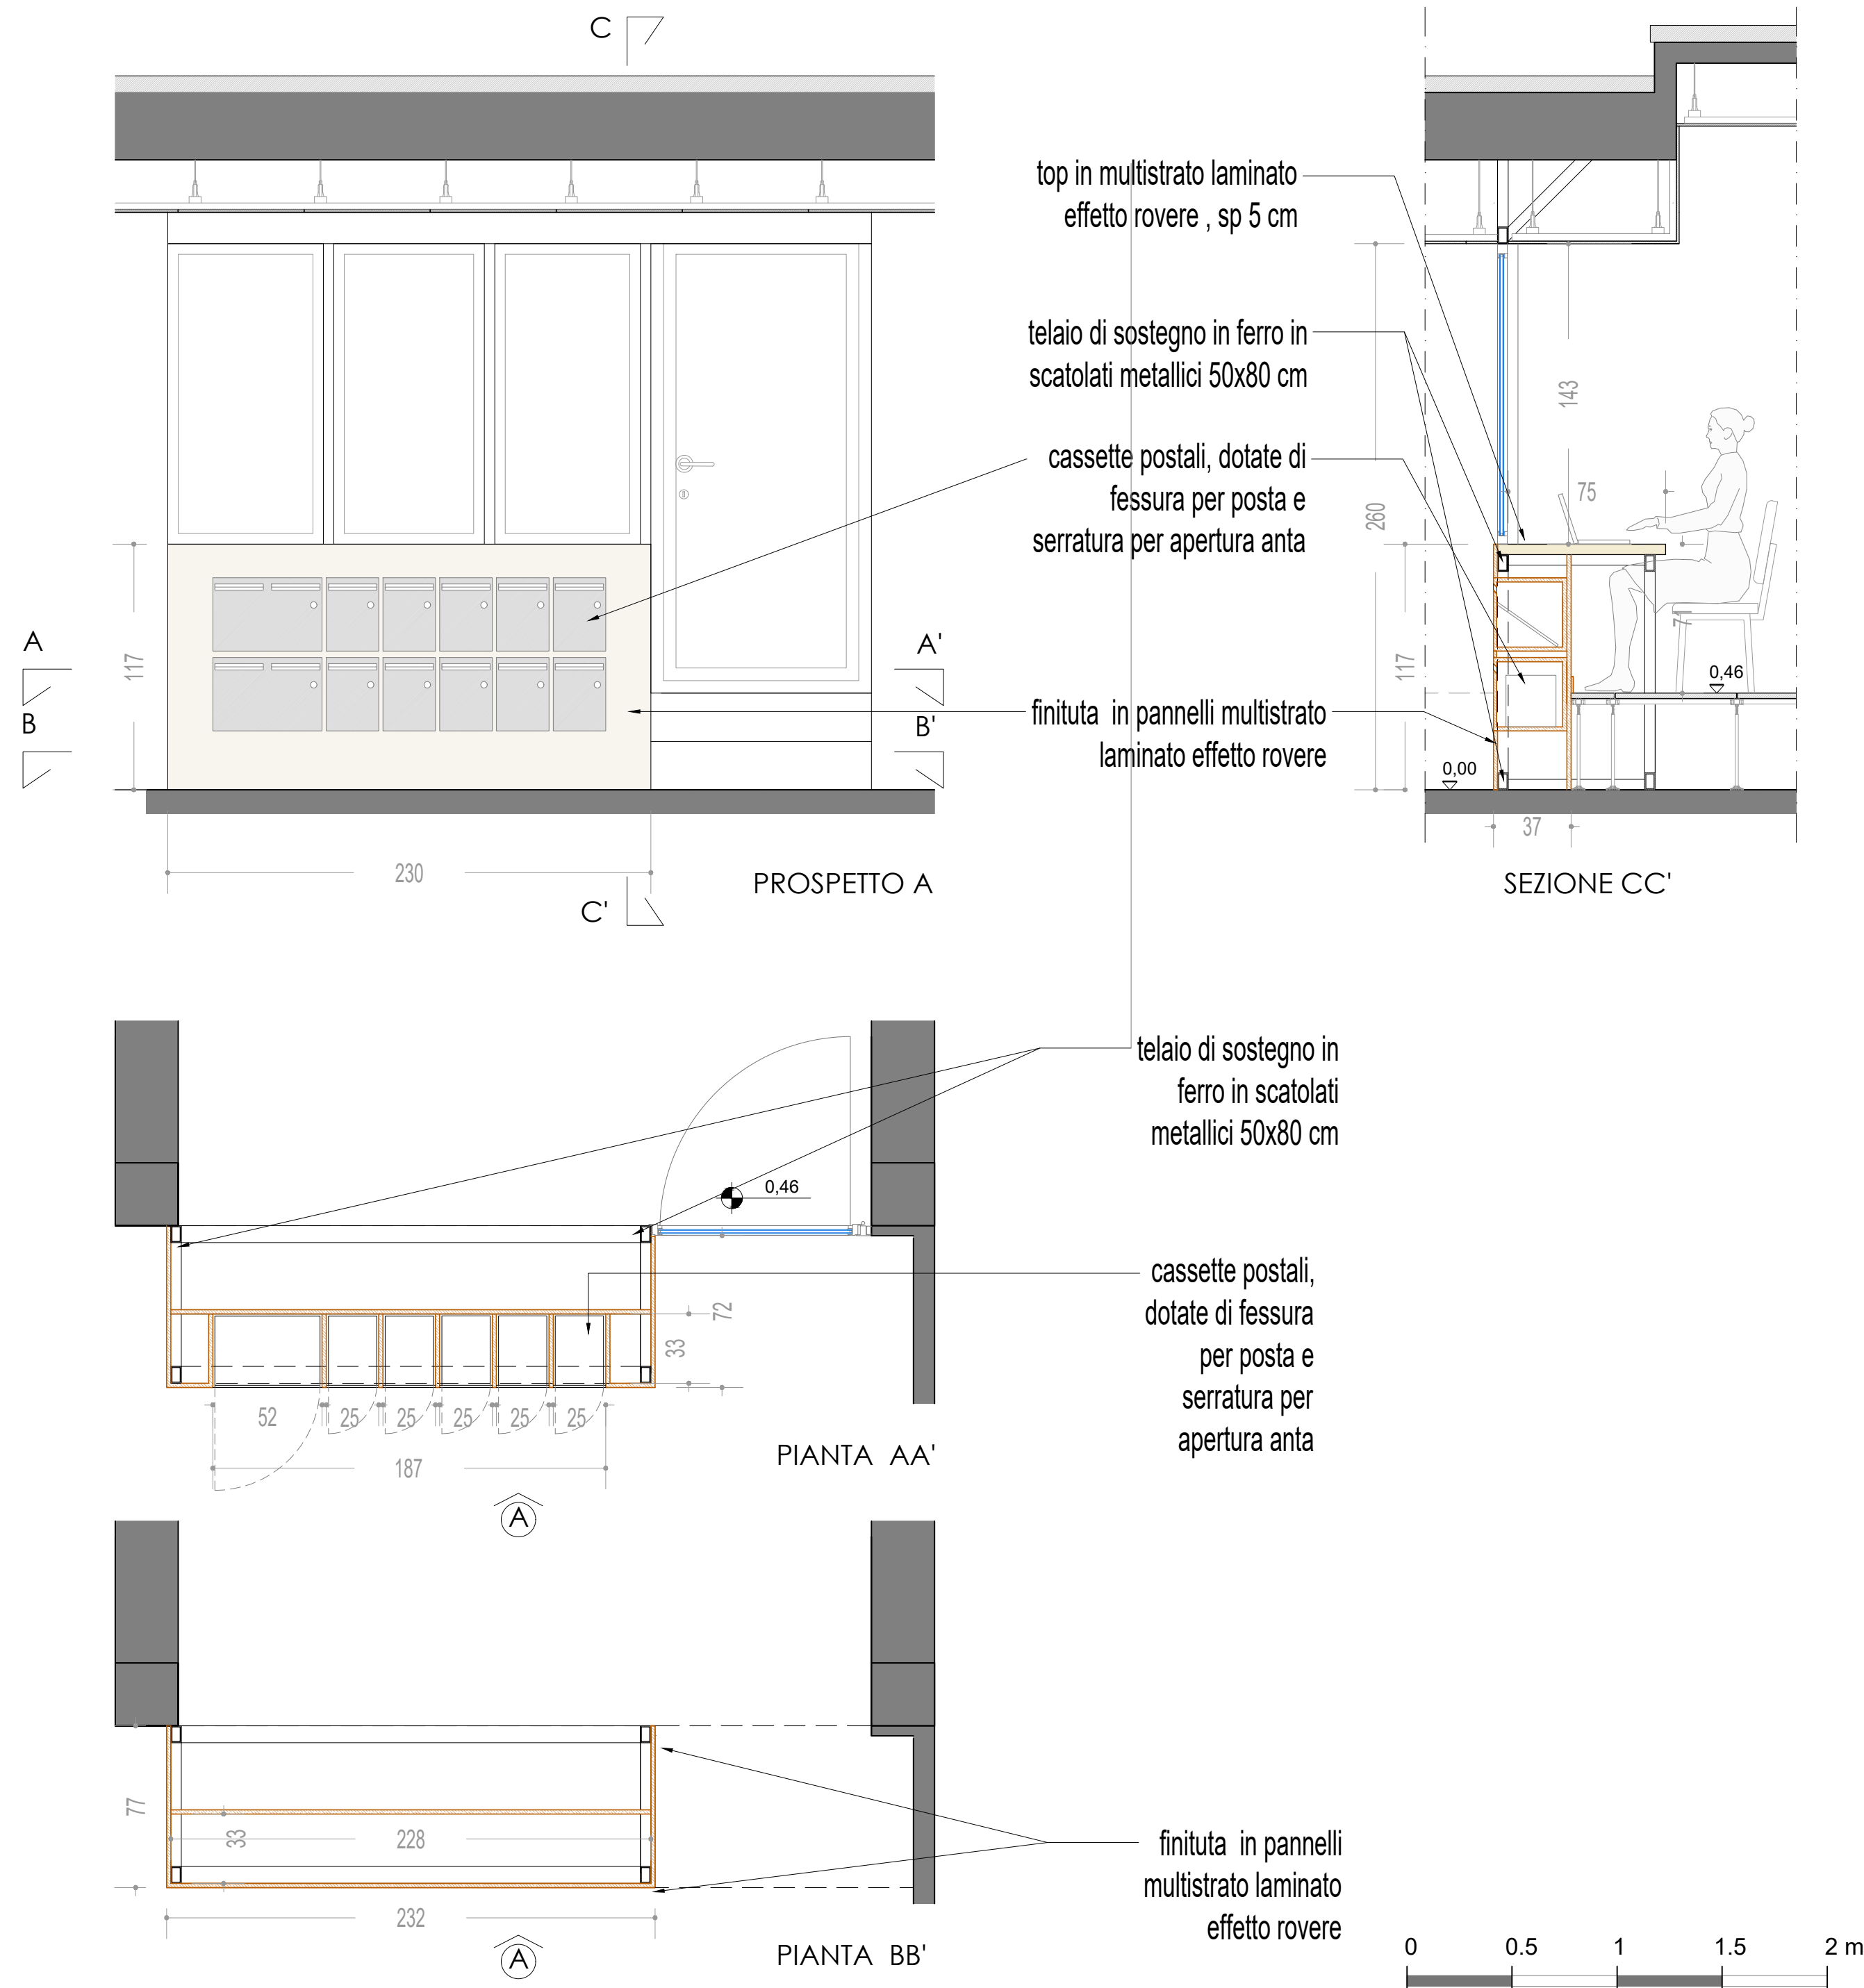 C
top in multistrato laminato
effetto rovere , sp 5 cm
telaio di sostegno in ferro in
scatolati metallici 50x80 cm
cassette postali, dotate di
fessura per posta e
serratura per apertura anta
finituta  in pannelli multistrato
laminato effetto rovere
143
75
260
77
117
0,46
0,00
37
SEZIONE CC'
A
A'
B
B'
117
230
PROSPETTO A
C'
telaio di sostegno in
ferro in scatolati
metallici 50x80 cm
0,46
cassette postali,
dotate di fessura
per posta e
serratura per
apertura anta
72
33
52
25
25
25
25
25
187
PIANTA  AA'
A
77
33
228
232
finituta  in pannelli
multistrato laminato
effetto rovere
PIANTA  BB'
A
0 0.5 1 1.5 2 m